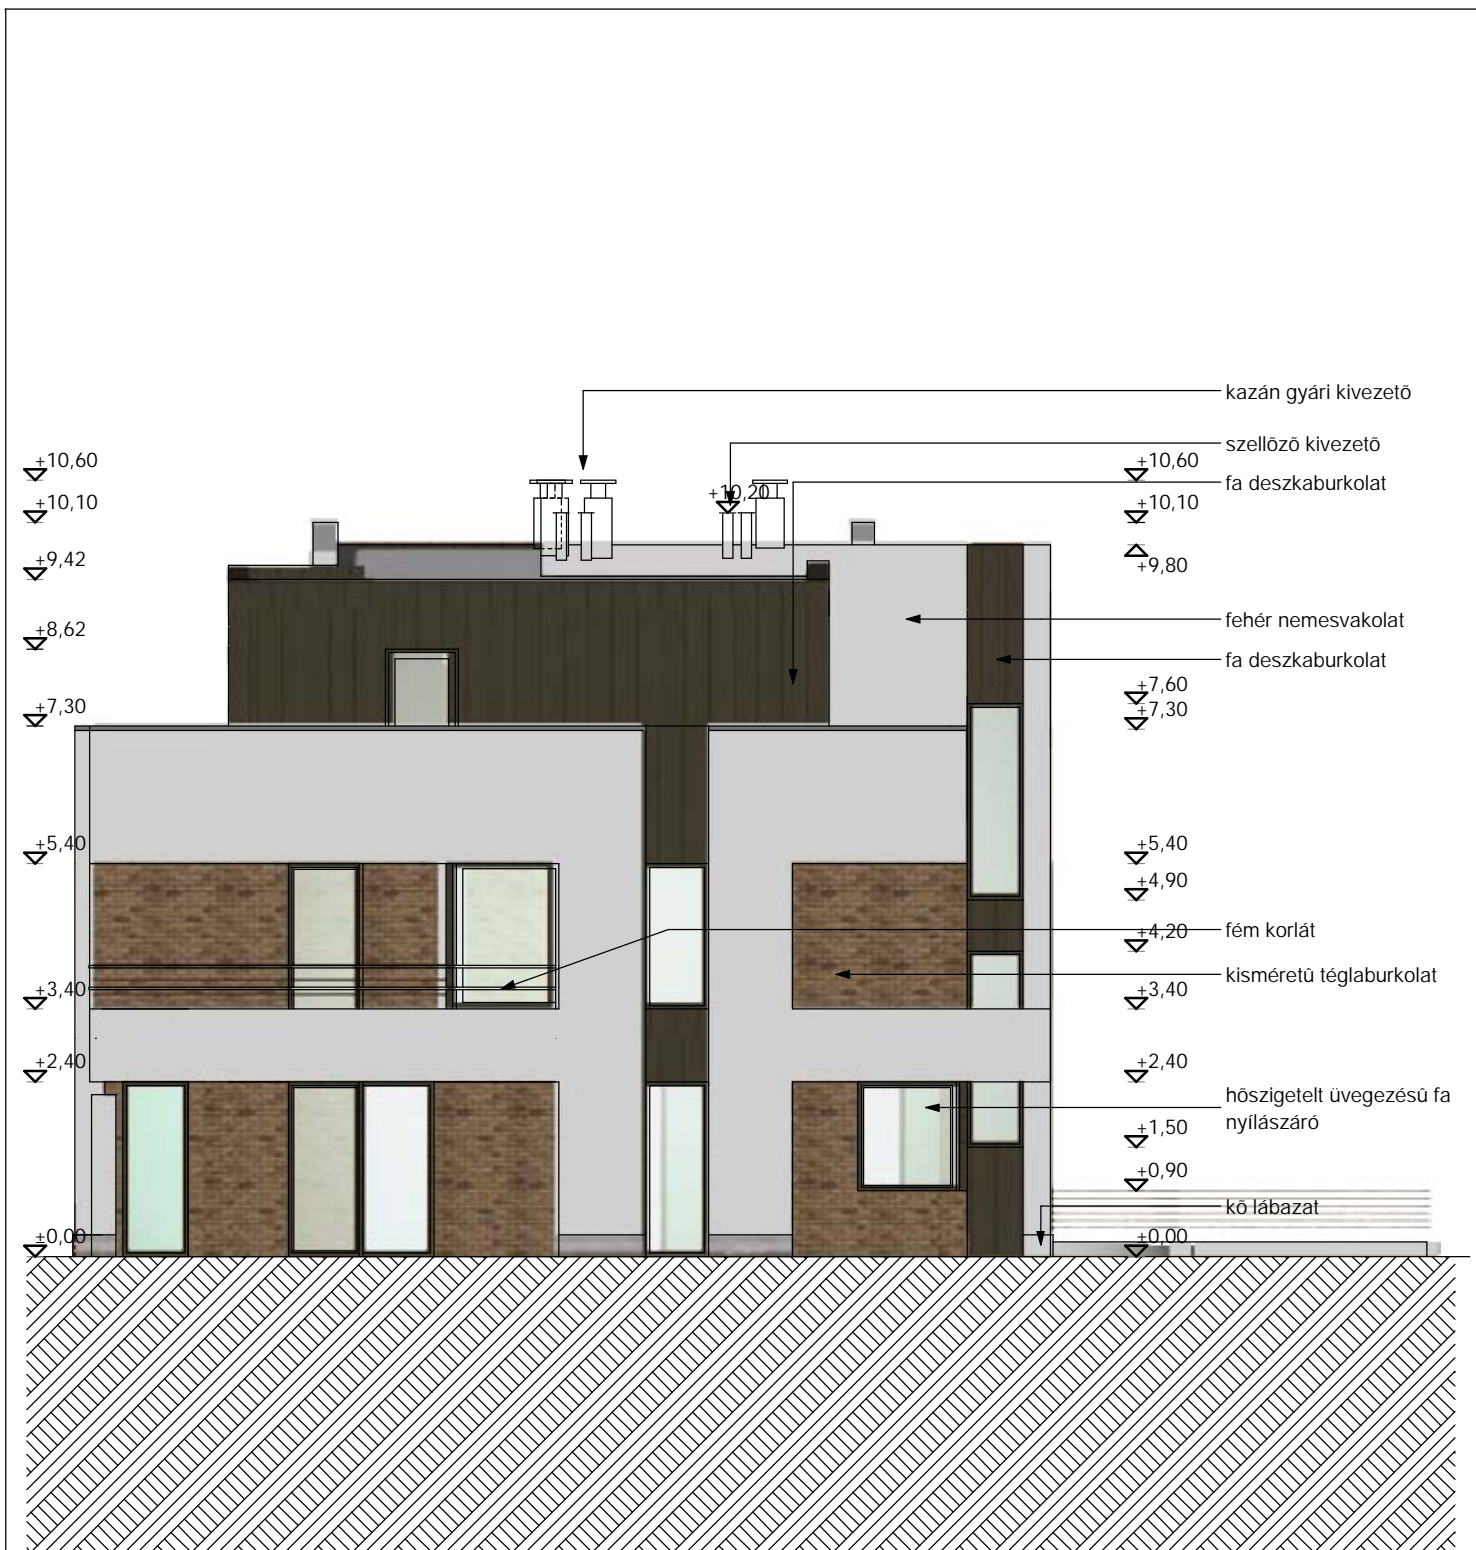 kazán gyári kivezetõ
szellõzõ kivezetõ
+10,60
+10,60
fa deszkaburkolat
+10,20
+10,10
+10,10
+9,42
+9,80
+8,62
fehér nemesvakolat
fa deszkaburkolat
+7,60
+7,30
+7,30
+5,40
+5,40
+4,90
+4,20
fém korlát
kisméretû téglaburkolat
+3,40
+3,40
+2,40
+2,40
hõszigetelt üvegezésû fa
nyílászáró
+1,50
+0,90
kõ lábazat
±0,00
±0,00